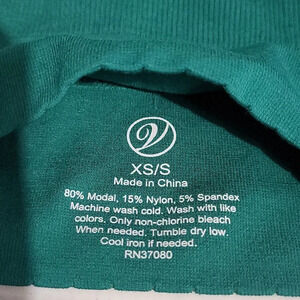 XS/S
Made in China
80% Modal, 15% Nylon, 5% Spandex
Machine wash cold. Wash with like
colors. Only non-chlorine bleach
When needed. Tumble dry low.
Cool iron if needed.
RN37080